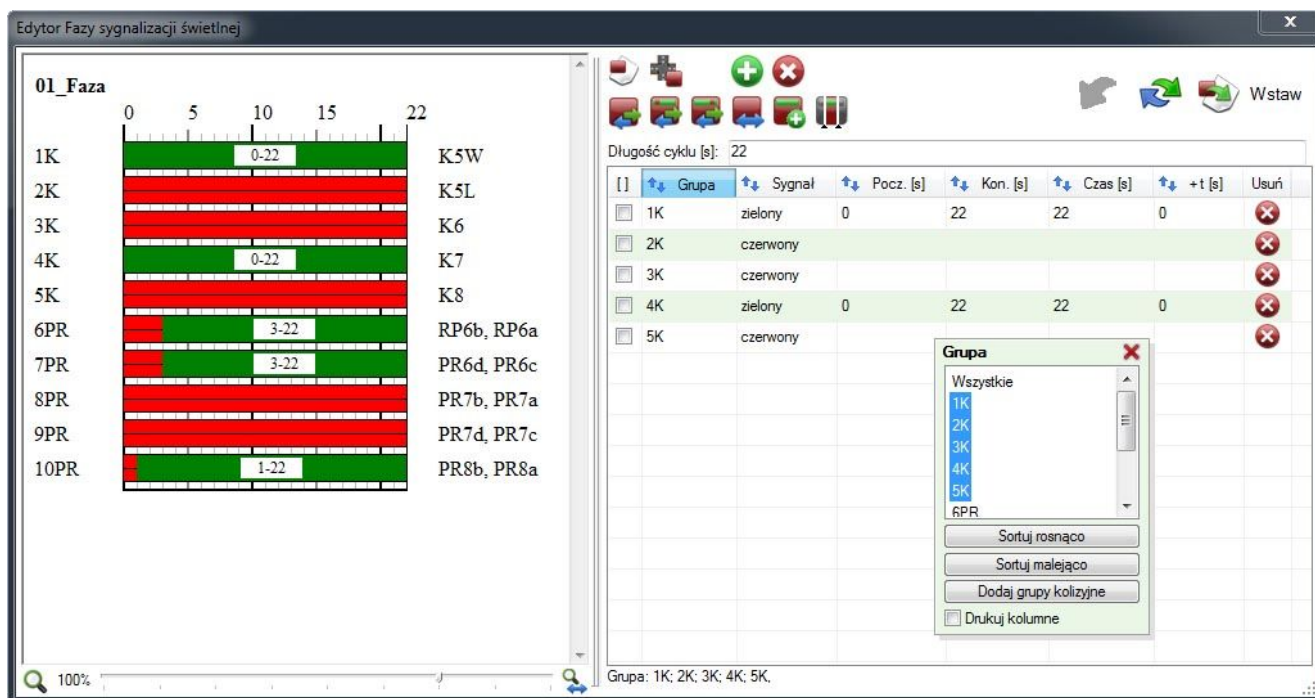 Edytor Fazy sygnalizacji świetlnej
x
01_Faza
0 5 10 15 22
1K 0-22 K5W
2K K5L
3K K6
4K 0-22 K7
5K K8
6PR 3-22 RP6b, RP6a
7PR 3-22 PR6d, PR6c
8PR PR7b, PR7a
9PR PR7d, PR7c
10PR 1-22 PR8b, PR8a
100%
Wstaw
Długość cyklu [s]: 22
[ ] Grupa Sygnał Pocz. [s] Kon. [s] Czas [s] +t [s] Usuń
1K zielony 0 22 22 0
2K czerwony
3K czerwony
4K zielony 0 22 22 0
5K czerwony
Grupa
Wszystkie
1K
2K
3K
4K
5K
6PR
Sortuj rosnąco
Sortuj malejąco
Dodaj grupy kolizyjne
Drukuj kolumne
Grupa: 1K; 2K; 3K; 4K; 5K,